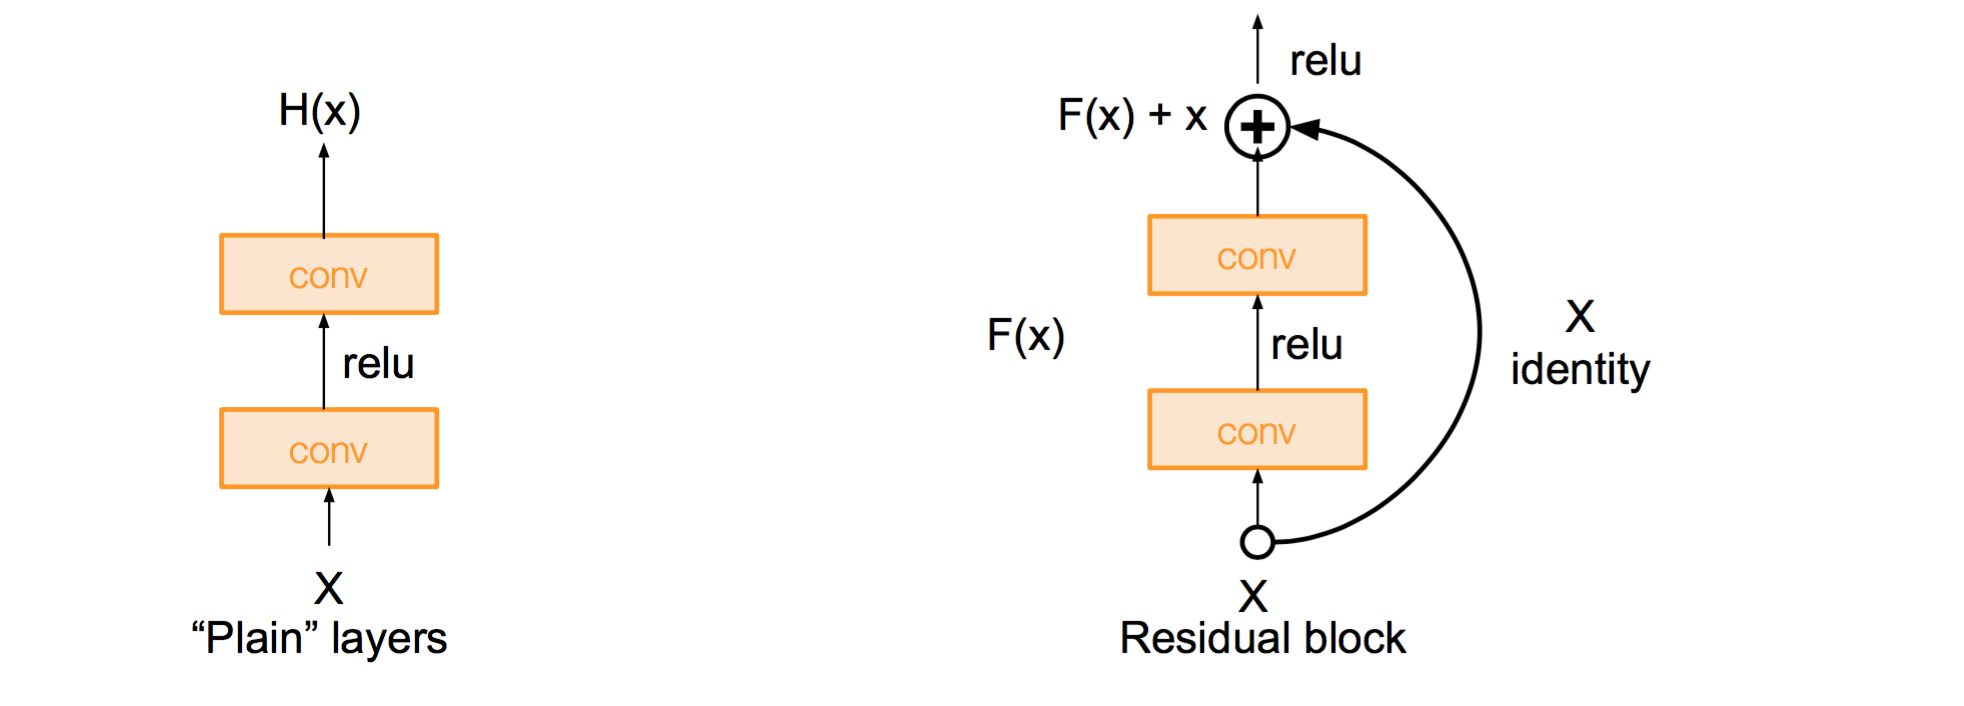 H(x)
conv
relu
conv
X
“Plain” layers
relu
F(x) + x
conv
F(x)
relu
X
identity
conv
X
Residual block